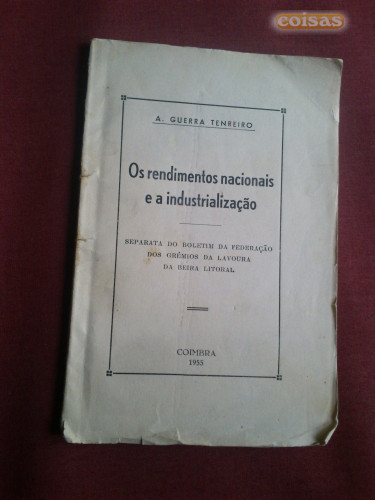 coisas
A. GUERRA TENREIRO
Os rendimentos nacionais
e a industrialização
SEPARATA DO BOLETIM DA FEDERAÇÃO
DOS GRÉMIOS DA LAVOURA
DA BEIRA LITORAL
COIMBRA
1955